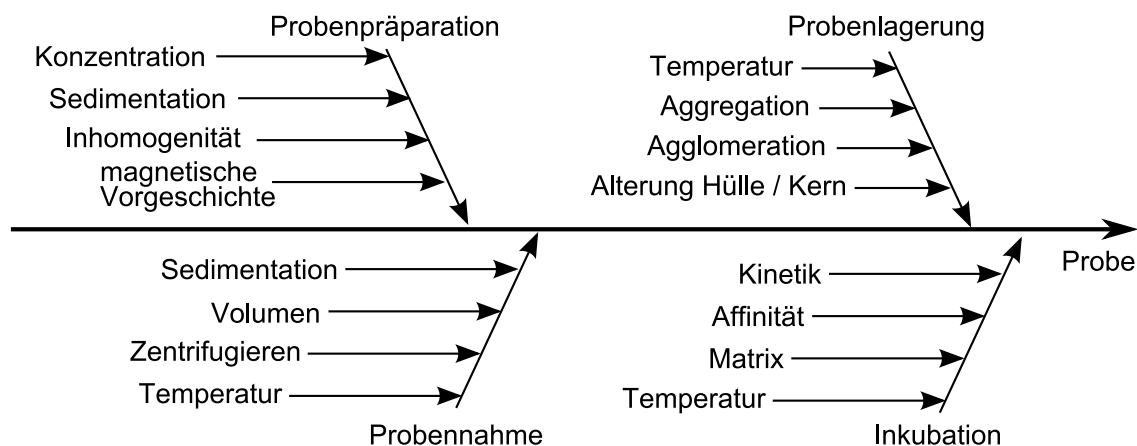 Probenpräparation
Konzentration
Sedimentation
Inhomogenität
magnetische
Vorgeschichte
Probenlagerung
Temperatur
Aggregation
Agglomeration
Alterung Hülle / Kern
Probe
Sedimentation
Volumen
Zentrifugieren
Temperatur
Probennahme
Kinetik
Affinität
Matrix
Temperatur
Inkubation